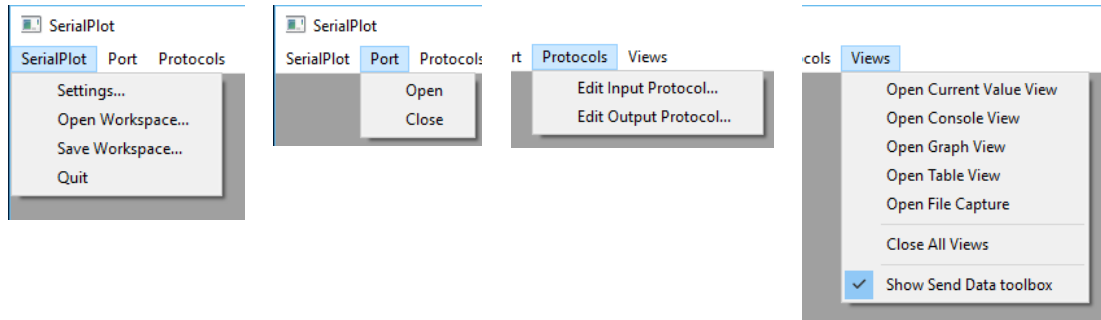 SerialPlot
SerialPlot Port Protocols
Settings...
Open Workspace...
Save Workspace...
Quit
SerialPlot
SerialPlot Port Protocols
Open
Close
rt Protocols Views
Edit Input Protocol...
Edit Output Protocol...
cols Views
Open Current Value View
Open Console View
Open Graph View
Open Table View
Open File Capture
Close All Views
Show Send Data toolbox